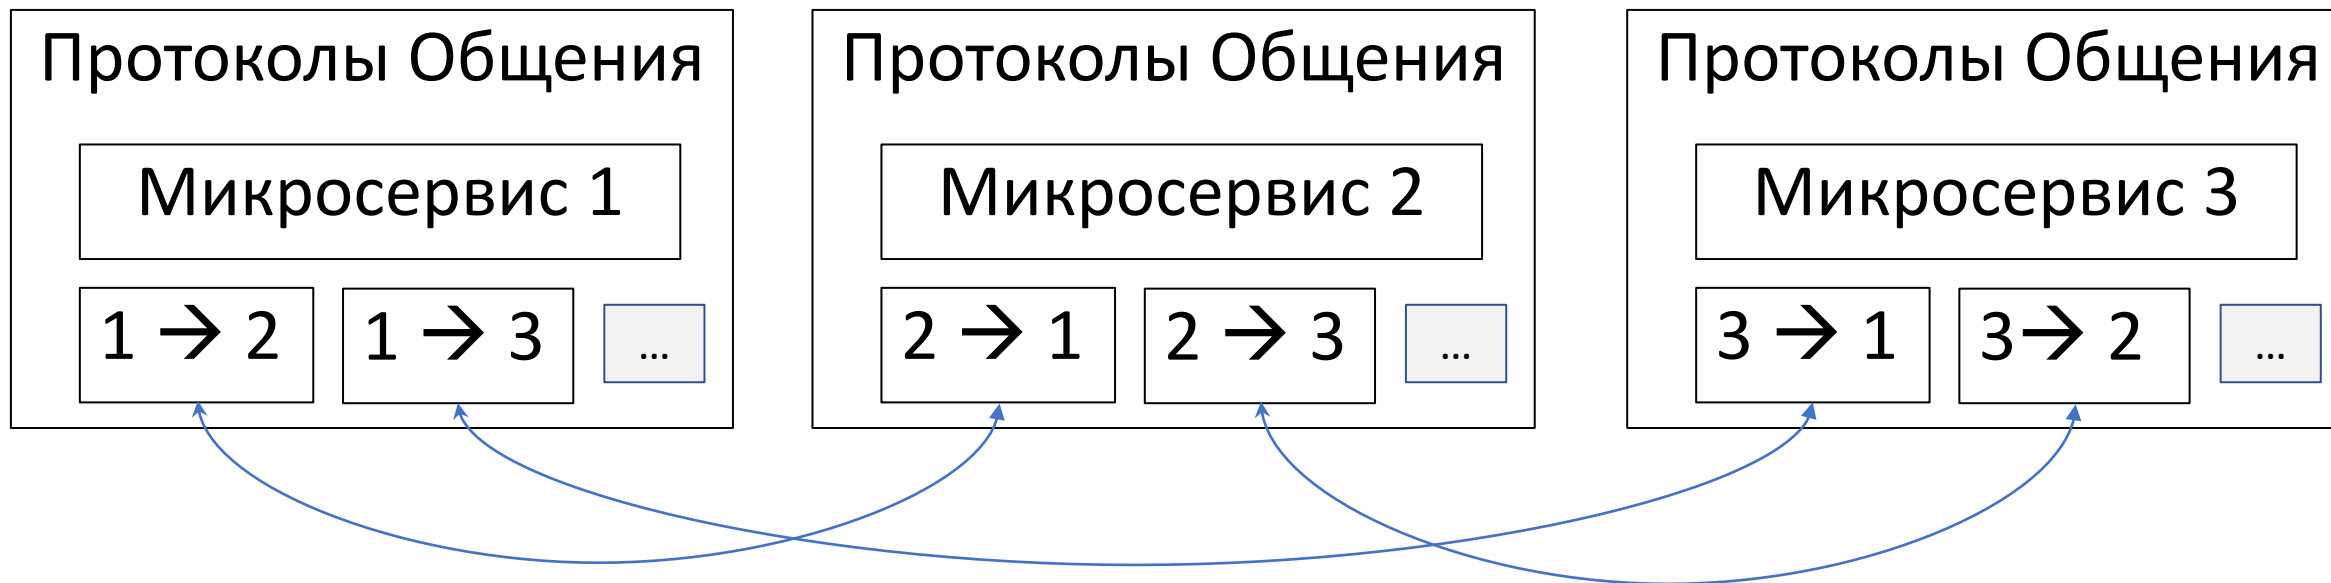 Протоколы Общения
Микросервис 1
1 → 2
1 → 3
...
Протоколы Общения
Микросервис 2
2 → 1
2 → 3
...
Протоколы Общения
Микросервис 3
3 → 1
3→ 2
...